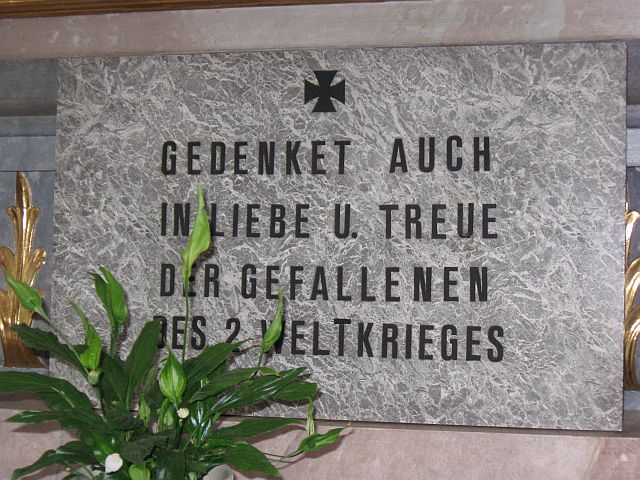 GEDENKET AUCH
IN LIEBE U. TREUE
DER GEFALLENEN
DES 2. WELTKRIEGES